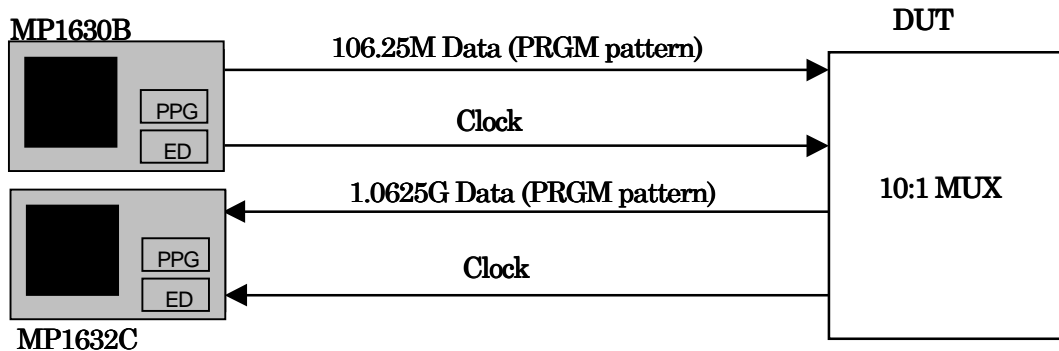 MP1630B
DUT
106.25M Data (PRGM pattern)
PPG
Clock
ED
10:1 MUX
1.0625G Data (PRGM pattern)
PPG
Clock
ED
MP1632C